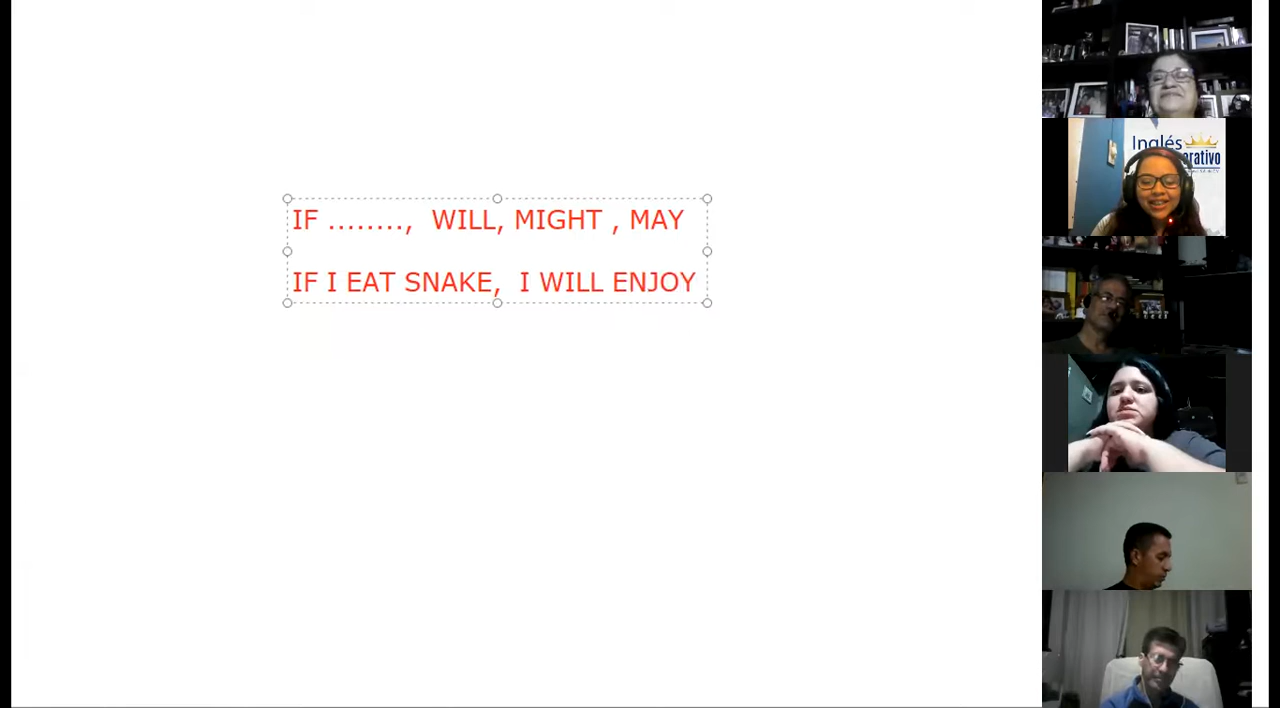 IF ........,  WILL, MIGHT , MAY
IF I EAT SNAKE,  I WILL ENJOY
Inglés